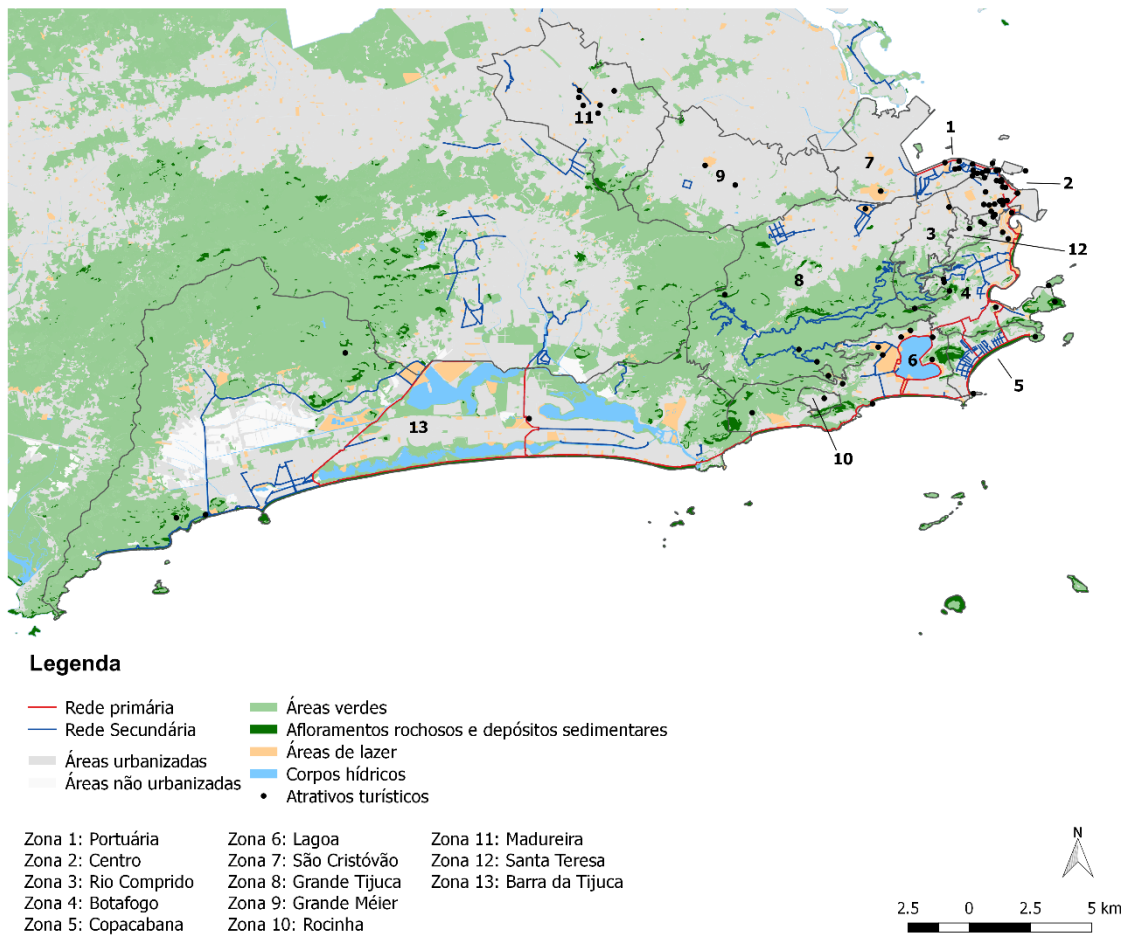 1
11
7
9
2
3
12
8
4
6
5
13
10
Legenda
Rede primária
Rede Secundária
Áreas urbanizadas
Áreas não urbanizadas
Áreas verdes
Afloramentos rochosos e depósitos sedimentares
Áreas de lazer
Corpos hídricos
Atrativos turísticos
Zona 1: Portuária
Zona 2: Centro
Zona 3: Rio Comprido
Zona 4: Botafogo
Zona 5: Copacabana
Zona 6: Lagoa
Zona 7: São Cristóvão
Zona 8: Grande Tijuca
Zona 9: Grande Méier
Zona 10: Rocinha
Zona 11: Madureira
Zona 12: Santa Teresa
Zona 13: Barra da Tijuca
N
2.5 0 2.5 5 km